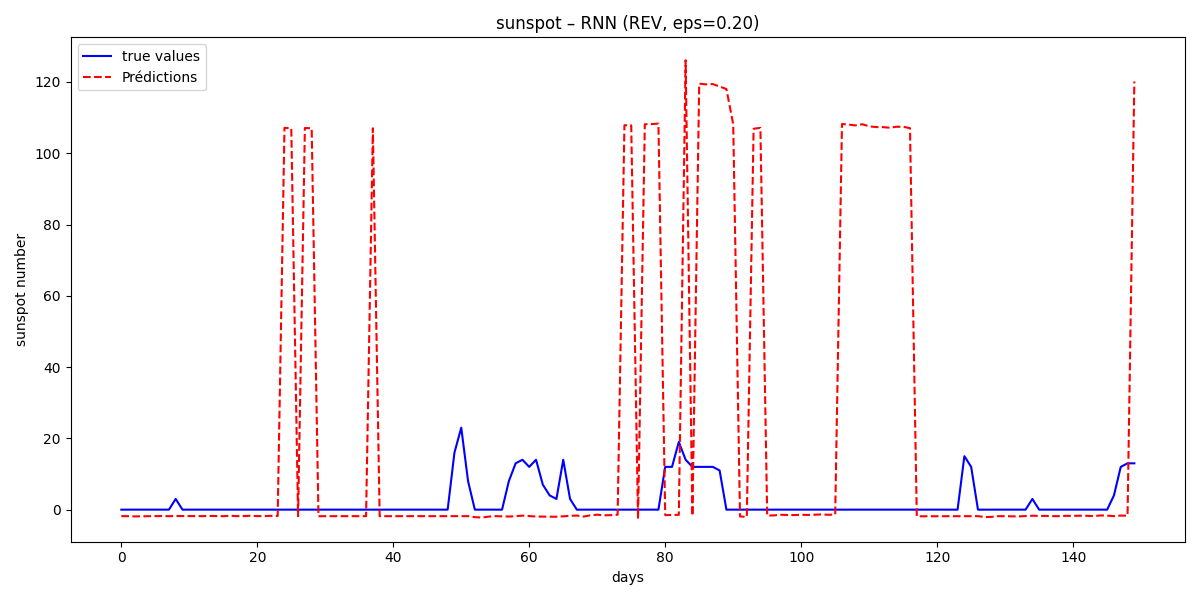 sunspot – RNN (REV, eps=0.20)
true values
Prédictions
120
100
80
60
40
20
0
sunspot number
0 20 40 60 80 100 120 140
days